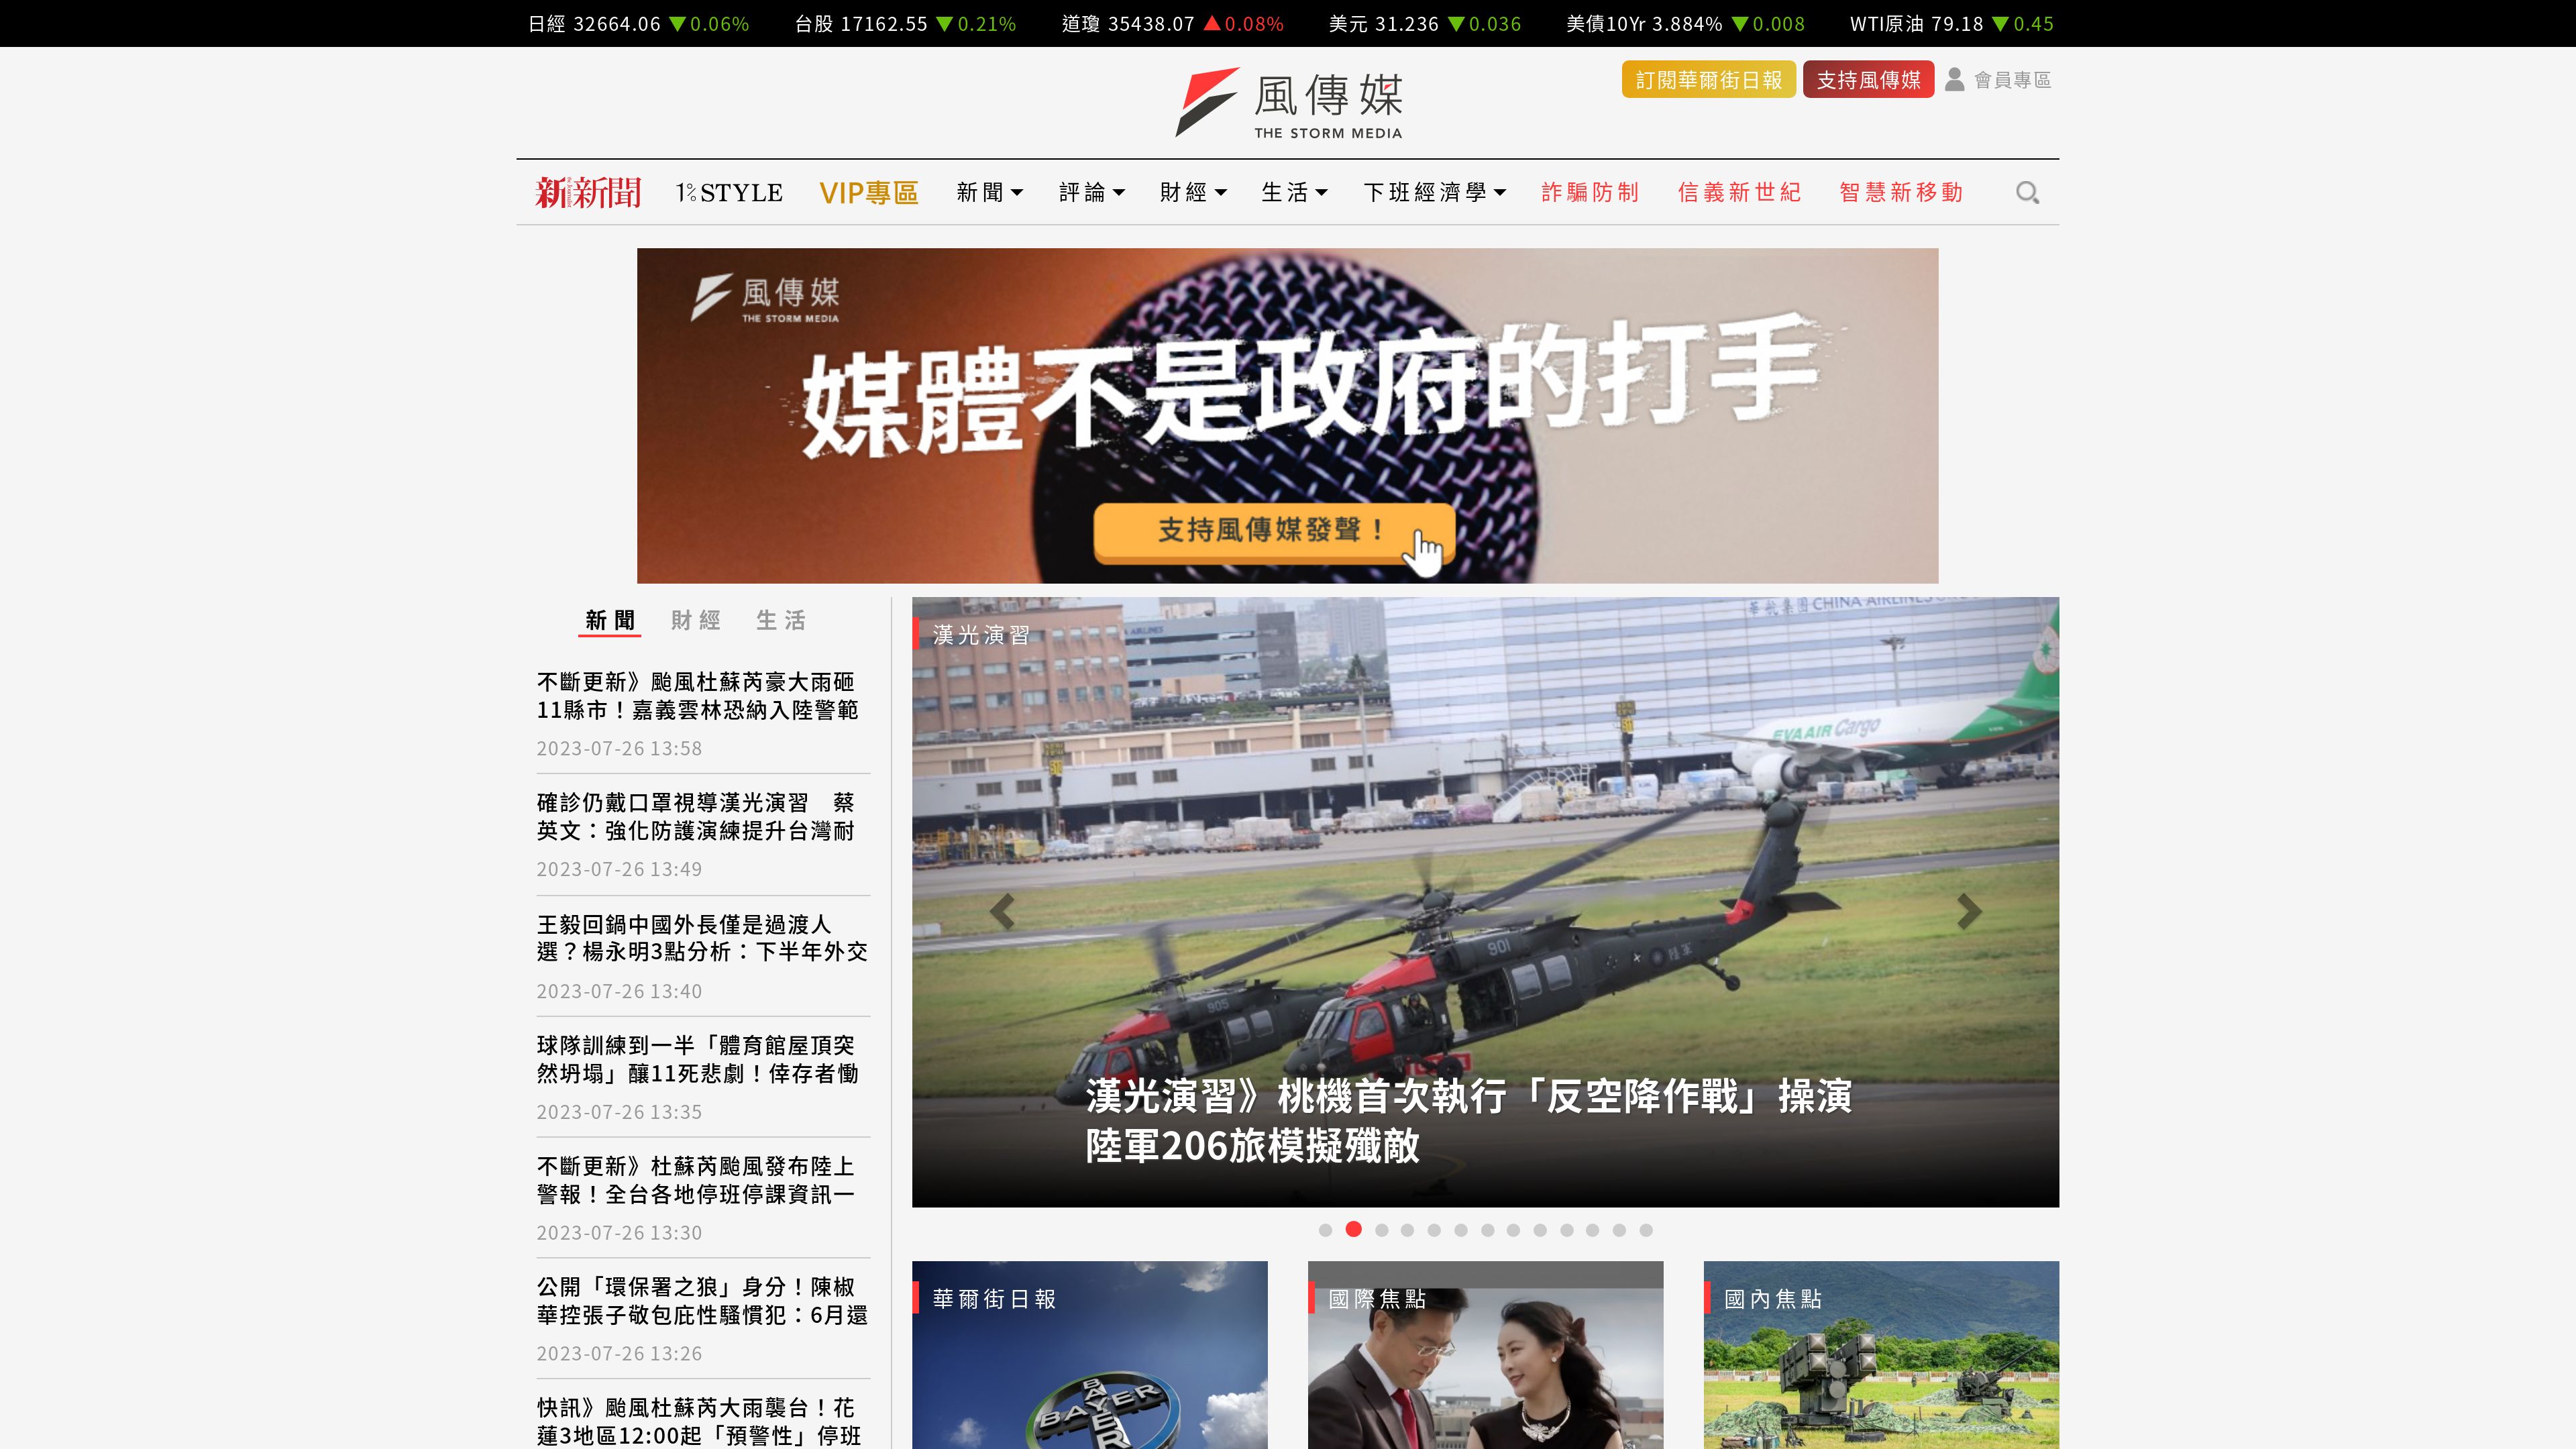 日經 32664.06 ▼0.06% 台股 17162.55 ▼0.21% 道瓊 35438.07 ▲0.08% 美元 31.236 ▼0.036 美債10Yr 3.884% ▼0.008 WTI原油 79.18 ▼0.45
風傳媒
THE STORM MEDIA
訂閱華爾街日報 支持風傳媒 會員專區
新新聞 1%STYLE VIP專區 新聞 評論 財經 生活 下班經濟學 詐騙防制 信義新世紀 智慧新移動
風傳媒
THE STORM MEDIA
媒體不是政府的打手
支持風傳媒發聲！
新聞 財經 生活
不斷更新》颱風杜蘇芮豪大雨砸
11縣市！嘉義雲林恐納入陸警範
2023-07-26 13:58
確診仍戴口罩視導漢光演習　蔡
英文：強化防護演練提升台灣耐
2023-07-26 13:49
王毅回鍋中國外長僅是過渡人
選？楊永明3點分析：下半年外交
2023-07-26 13:40
球隊訓練到一半「體育館屋頂突
然坍塌」釀11死悲劇！倖存者慟
2023-07-26 13:35
不斷更新》杜蘇芮颱風發布陸上
警報！全台各地停班停課資訊一
2023-07-26 13:30
公開「環保署之狼」身分！陳椒
華控張子敬包庇性騷慣犯：6月還
2023-07-26 13:26
快訊》颱風杜蘇芮大雨襲台！花
蓮3地區12:00起「預警性」停班
漢光演習
華航集團 CHINA AIRLINES
AIRLINES
EVA AIR Cargo
901
陸軍
905
漢光演習》桃機首次執行「反空降作戰」操演
陸軍206旅模擬殲敵
華爾街日報
BAYER
BAYER
國際焦點
國內焦點